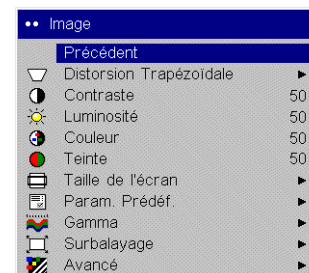 •• Image
Précédent
Distorsion Trapézoïdale
Contraste 50
Luminosité 50
Couleur 50
Teinte 50
Taille de l'écran
Param. Prédéf.
Gamma
Surbalayage
Avancé